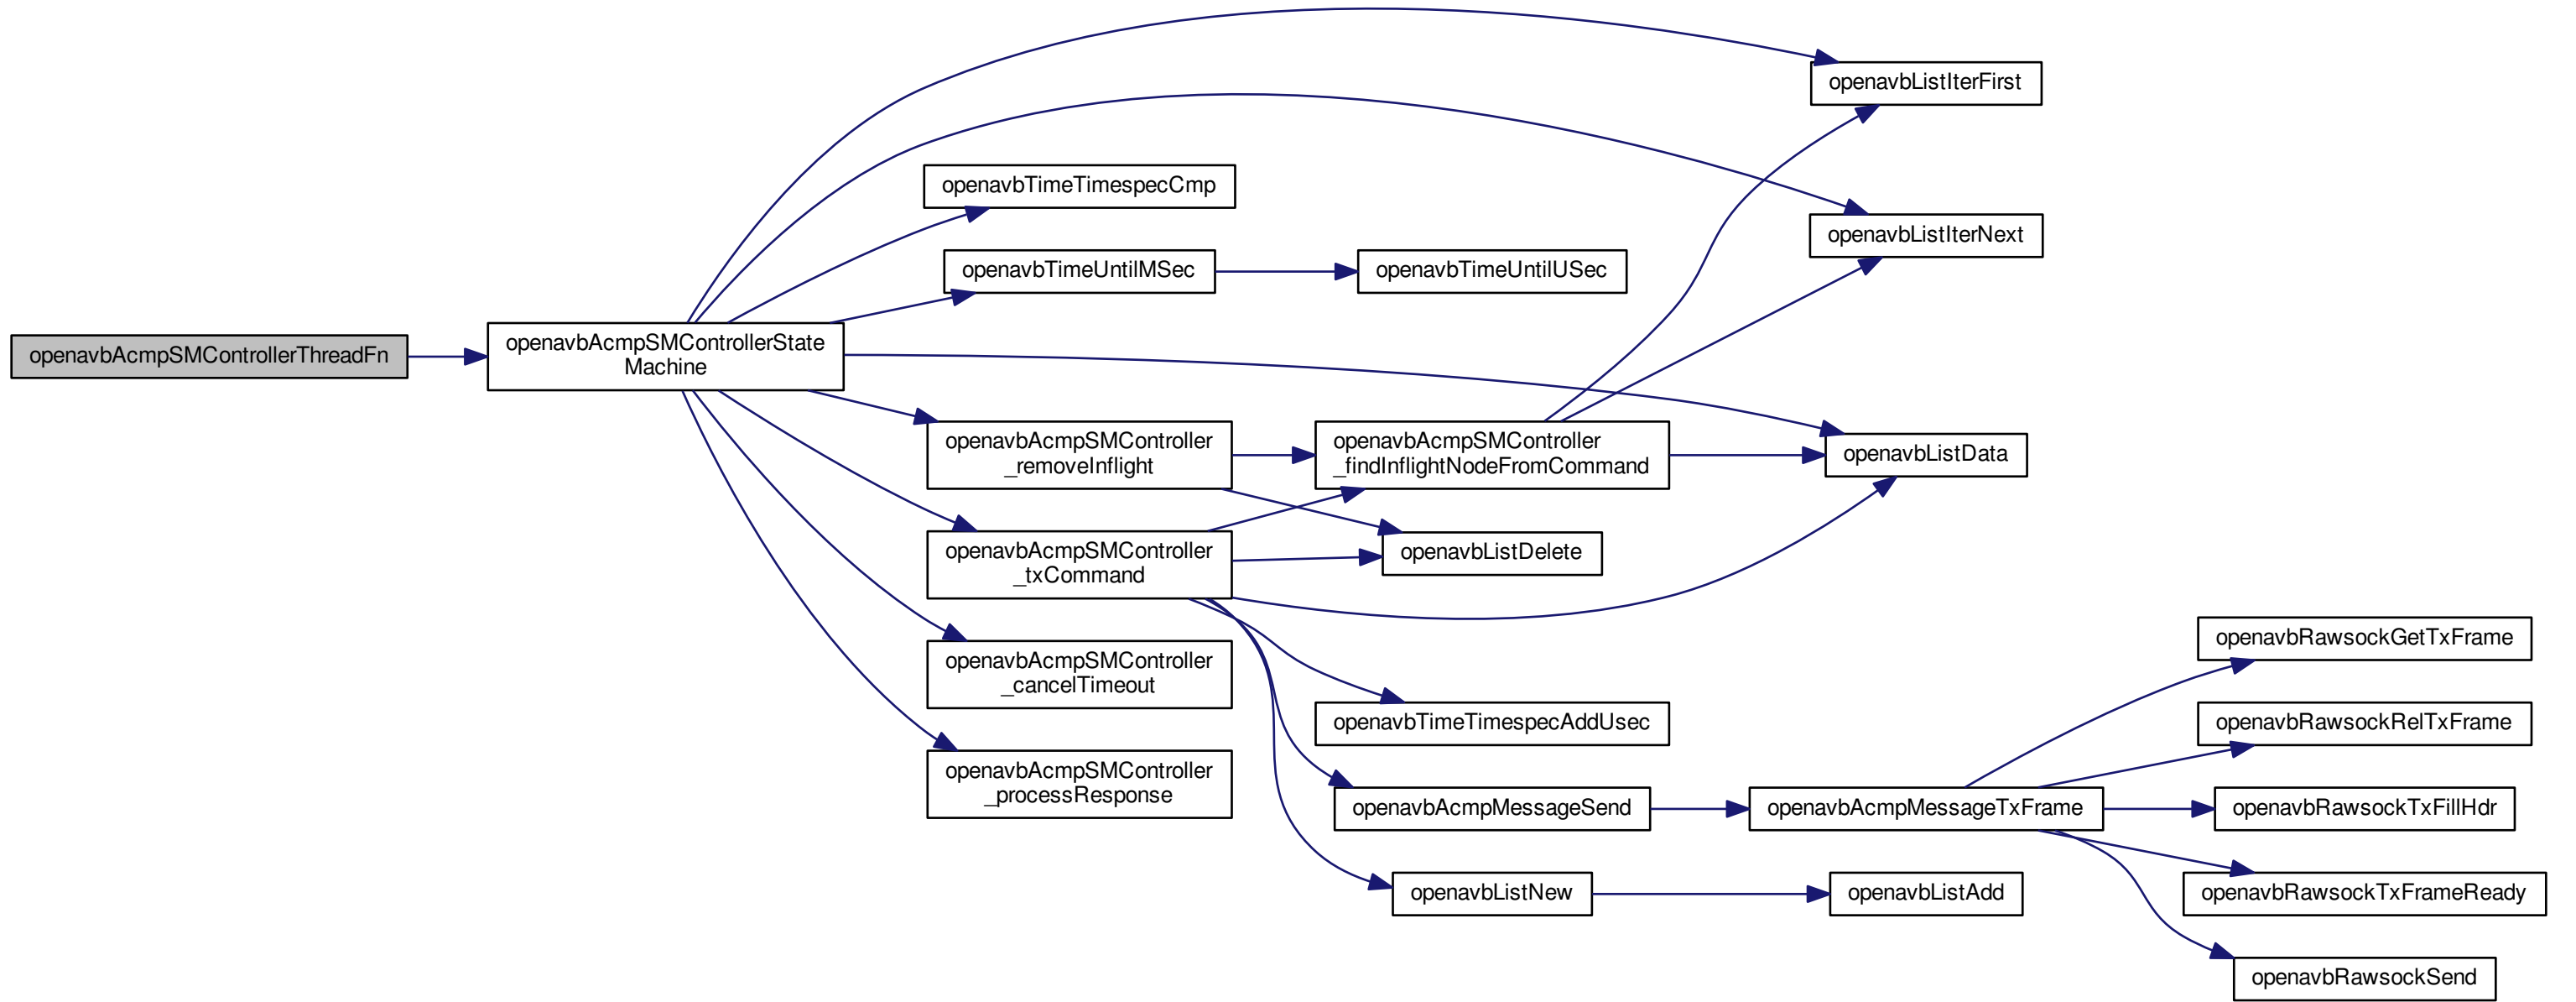 openavbAcmpSMControllerThreadFn
openavbAcmpSMControllerState
Machine
openavbListIterFirst
openavbListIterNext
openavbTimeTimespecCmp
openavbTimeUntilMSec
openavbTimeUntilUSec
openavbListData
openavbAcmpSMController
_removeInflight
openavbAcmpSMController
_findInflightNodeFromCommand
openavbListDelete
openavbAcmpSMController
_txCommand
openavbAcmpSMController
_cancelTimeout
openavbAcmpSMController
_processResponse
openavbTimeTimespecAddUsec
openavbAcmpMessageSend
openavbAcmpMessageTxFrame
openavbListNew
openavbListAdd
openavbRawsockGetTxFrame
openavbRawsockRelTxFrame
openavbRawsockTxFillHdr
openavbRawsockTxFrameReady
openavbRawsockSend